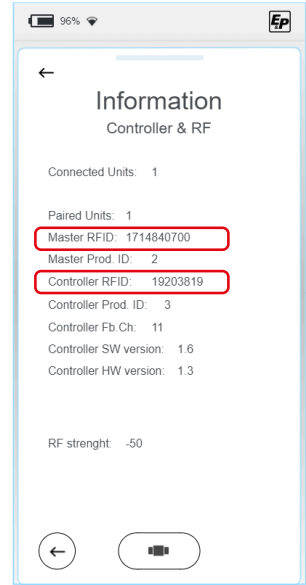 96%
E&P
Information
Controller & RF
Connected Units: 1
Paired Units: 1
Master RFID: 1714840700
Master Prod. ID: 2
Controller RFID: 19203819
Controller Prod. ID: 3
Controller Fb.Ch: 11
Controller SW version: 1.6
Controller HW version: 1.3
RF strenght: -50